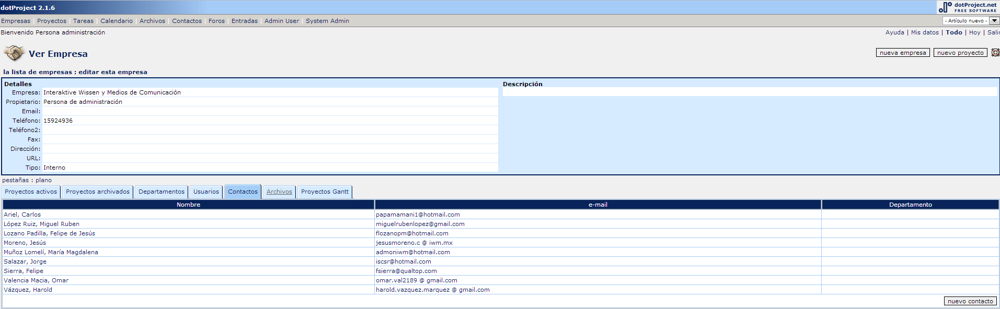 dotProject 2.1.6
dotProject.net
FREE SOFTWARE
Empresas | Proyectos | Tareas | Calendario | Archivos | Contactos | Foros | Entradas | Admin User | System Admin
- Artículo nuevo -
Bienvenido Persona administración
Ayuda | Mis datos | Todo | Hoy | Salir
Ver Empresa
nueva empresa
nuevo proyecto
la lista de empresas : editar esta empresa
Detalles
Empresa: Interaktive Wissen y Medios de Comunicación
Propietario: Persona de administración
Email:
Teléfono: 15924936
Teléfono2:
Fax:
Dirección:
URL:
Tipo: Interno
Descripción
pestañas : plano
Proyectos activos Proyectos archivados Departamentos Usuarios Contactos Archivos Proyectos Gantt
Nombre e-mail Departamento
Ariel, Carlos papamamani1@hotmail.com
López Ruiz, Miguel Ruben miguelrubenlopez@gmail.com
Lozano Padilla, Felipe de Jesús flozanopm@hotmail.com
Moreno, Jesús jesusmoreno.c @ iwm.mx
Muñoz Lomelí, María Magdalena admoniwm@hotmail.com
Salazar, Jorge iscsr@hotmail.com
Sierra, Felipe fsierra@qualtop.com
Valencia Macia, Omar omar.val2189 @ gmail.com
Vázquez, Harold harold.vazquez.marquez @ gmail.com
nuevo contacto